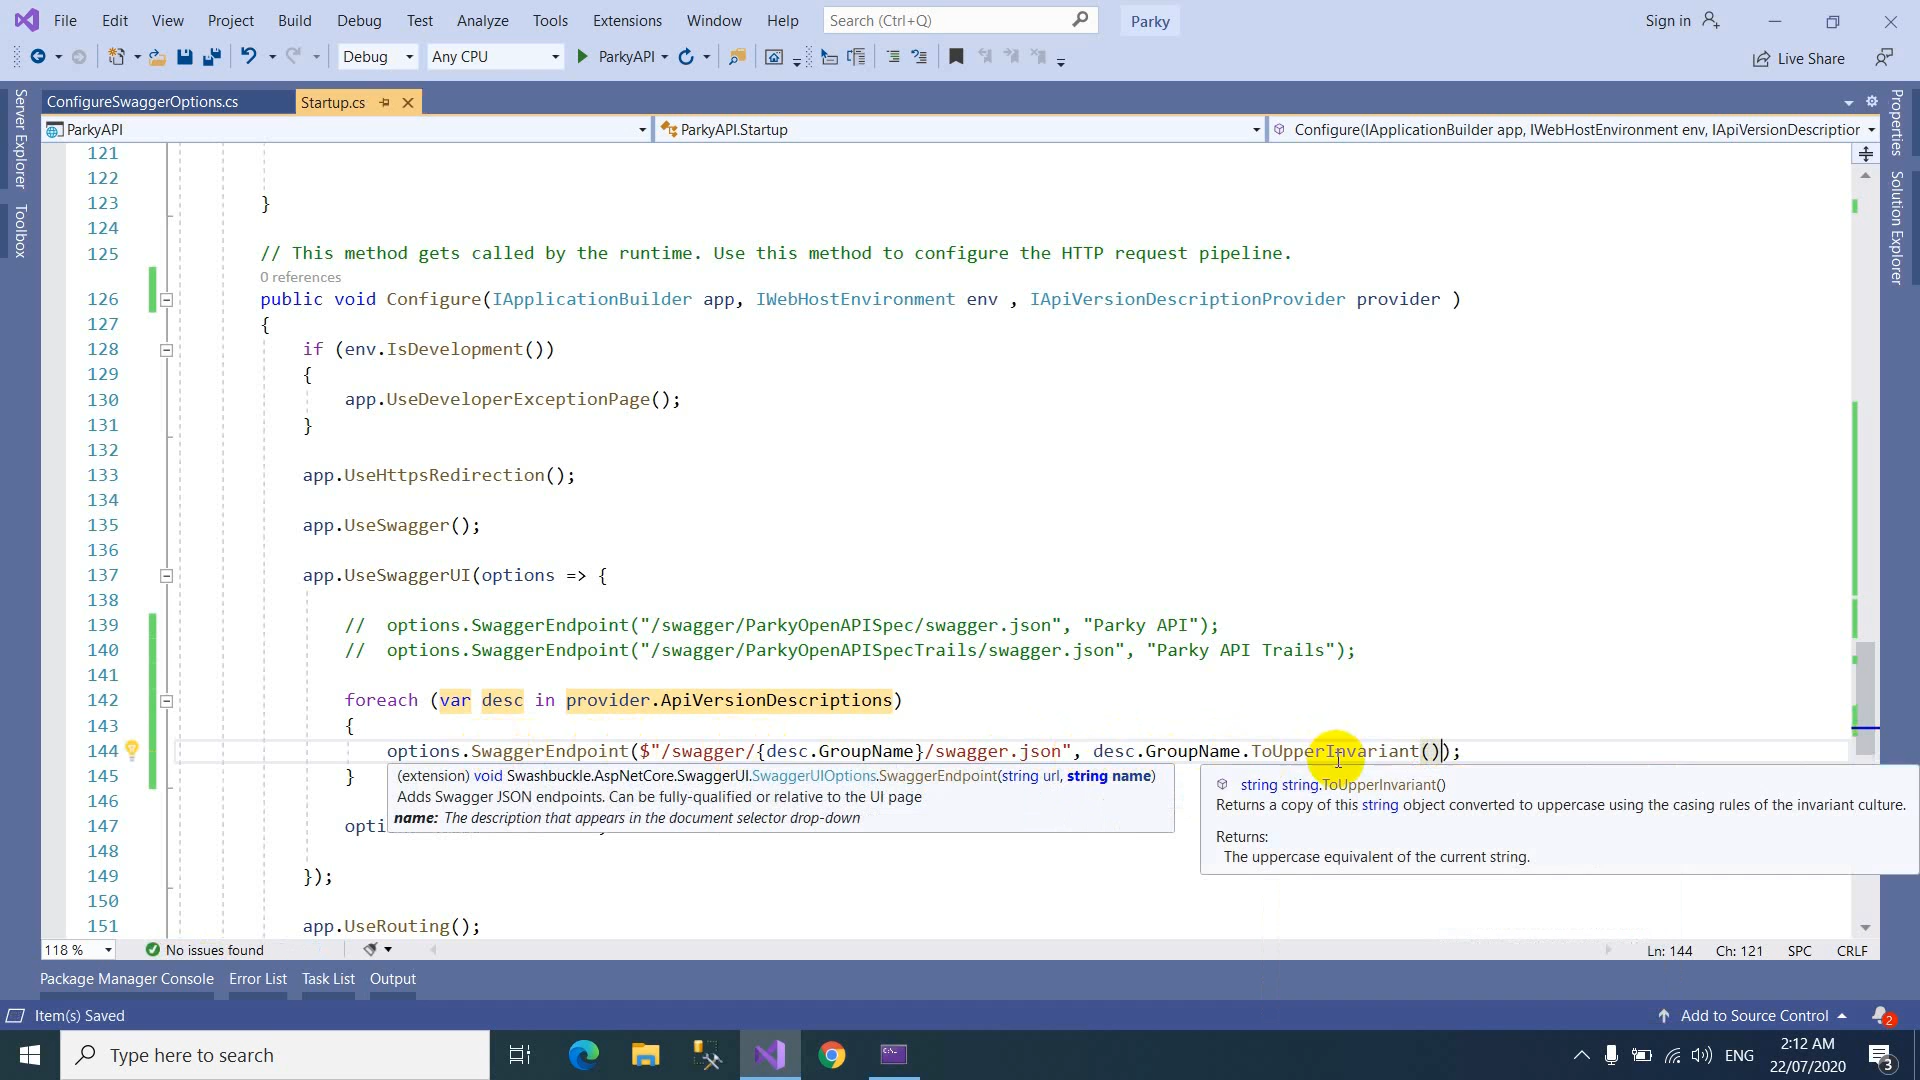 File Edit View Project Build Debug Test Analyze Tools Extensions Window Help Search (Ctrl+Q) Parky Sign in
Debug Any CPU ParkyAPI Live Share
ConfigureSwaggerOptions.cs Startup.cs
ParkyAPI ParkyAPI.Startup Configure(IApplicationBuilder app, IWebHostEnvironment env, IApiVersionDescription
Server Explorer
Toolbox
Properties
Solution Explorer
121
122
123 }
124
125 // This method gets called by the runtime. Use this method to configure the HTTP request pipeline.
0 references
126 public void Configure(IApplicationBuilder app, IWebHostEnvironment env , IApiVersionDescriptionProvider provider )
127 {
128 if (env.IsDevelopment())
129 {
130 app.UseDeveloperExceptionPage();
131 }
132
133 app.UseHttpsRedirection();
134
135 app.UseSwagger();
136
137 app.UseSwaggerUI(options => {
138
139 // options.SwaggerEndpoint("/swagger/ParkyOpenAPISpec/swagger.json", "Parky API");
140 // options.SwaggerEndpoint("/swagger/ParkyOpenAPISpecTrails/swagger.json", "Parky API Trails");
141
142 foreach (var desc in provider.ApiVersionDescriptions)
143 {
144 options.SwaggerEndpoint($"/swagger/{desc.GroupName}/swagger.json", desc.GroupName.ToUpperInvariant());
145 }
(extension) void Swashbuckle.AspNetCore.SwaggerUI.SwaggerUIOptions.SwaggerEndpoint(string url, string name)
Adds Swagger JSON endpoints. Can be fully-qualified or relative to the UI page
name: The description that appears in the document selector drop-down
string string.ToUpperInvariant()
Returns a copy of this string object converted to uppercase using the casing rules of the invariant culture.
Returns:
The uppercase equivalent of the current string.
146
147 opti
148
149 });
150
151 app.UseRouting();
118 % No issues found Ln: 144 Ch: 121 SPC CRLF
Package Manager Console Error List Task List Output
Item(s) Saved Add to Source Control 2
Type here to search ENG 2:12 AM
22/07/2020 3